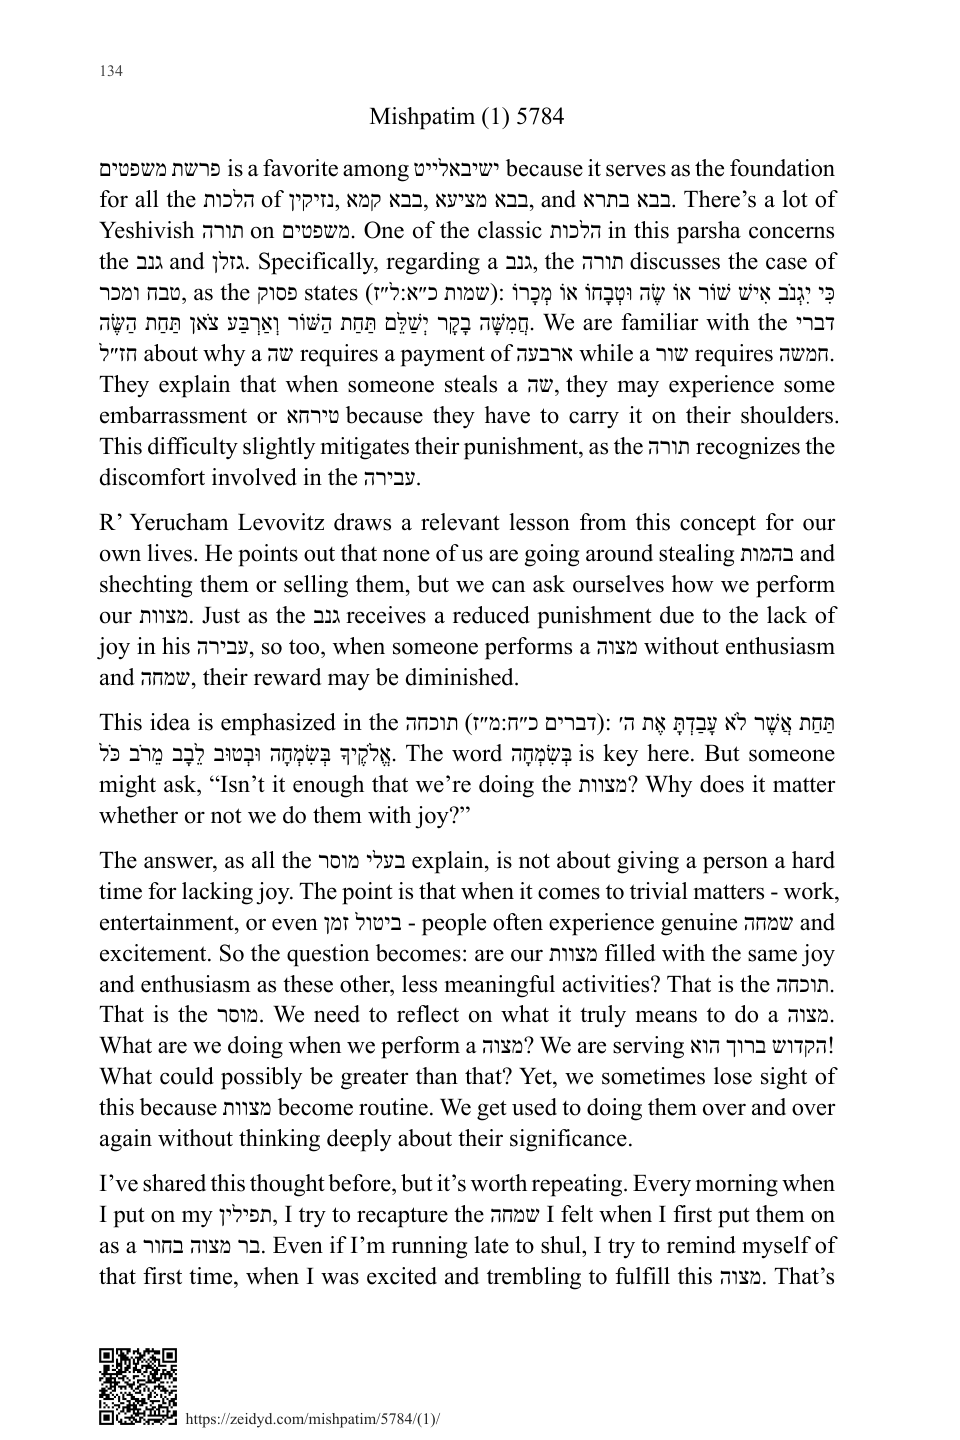 134
Mishpatim (1) 5784
פרשת משפטים is a favorite among ישיבאלייט because it serves as the foundation
for all the הלכות of נזיקין, בבא קמא, בבא מציעא, and בבא בתרא. There’s a lot of
Yeshivish תורה on משפטים. One of the classic הלכות in this parsha concerns
the גנב and גזלן. Specifically, regarding a גנב, the תורה discusses the case of
טבח ומכר, as the פסוק states (שמות כ״א:ל״ז): כִּי יִגְנֹב אִישׁ שׁוֹר אוֹ שֶׂה וּטְבָחוֹ אוֹ מְכָרוֹ
חֲמִשָּׁה בָקָר יְשַׁלֵּם תַּחַת הַשּׁוֹר וְאַרְבַּע צֹאן תַּחַת הַשֶּׂה. We are familiar with the דברי
חז״ל about why a שה requires a payment of ארבעה while a שור requires חמשה.
They explain that when someone steals a שה, they may experience some
embarrassment or טירחא because they have to carry it on their shoulders.
This difficulty slightly mitigates their punishment, as the תורה recognizes the
discomfort involved in the עבירה.
R’ Yerucham Levovitz draws a relevant lesson from this concept for our
own lives. He points out that none of us are going around stealing בהמות and
shechting them or selling them, but we can ask ourselves how we perform
our מצוות. Just as the גנב receives a reduced punishment due to the lack of
joy in his עבירה, so too, when someone performs a מצוה without enthusiasm
and שמחה, their reward may be diminished.
This idea is emphasized in the תוכחה (דברים כ״ח:מ״ז): תַּחַת אֲשֶׁר לֹא עָבַדְתָּ אֶת ה׳
אֱלֹקֶיךָ בְּשִׂמְחָה וּבְטוּב לֵבָב מֵרֹב כֹּל. The word בְּשִׂמְחָה is key here. But someone
might ask, “Isn’t it enough that we’re doing the מצוות? Why does it matter
whether or not we do them with joy?”
The answer, as all the בעלי מוסר explain, is not about giving a person a hard
time for lacking joy. The point is that when it comes to trivial matters - work,
entertainment, or even ביטול זמן - people often experience genuine שמחה and
excitement. So the question becomes: are our מצוות filled with the same joy
and enthusiasm as these other, less meaningful activities? That is the תוכחה.
That is the מוסר. We need to reflect on what it truly means to do a מצוה.
What are we doing when we perform a מצוה? We are serving הקדוש ברוך הוא!
What could possibly be greater than that? Yet, we sometimes lose sight of
this because מצוות become routine. We get used to doing them over and over
again without thinking deeply about their significance.
I’ve shared this thought before, but it’s worth repeating. Every morning when
I put on my תפילין, I try to recapture the שמחה I felt when I first put them on
as a בר מצוה בחור. Even if I’m running late to shul, I try to remind myself of
that first time, when I was excited and trembling to fulfill this מצוה. That’s
https://zeidyd.com/mishpatim/5784/(1)/